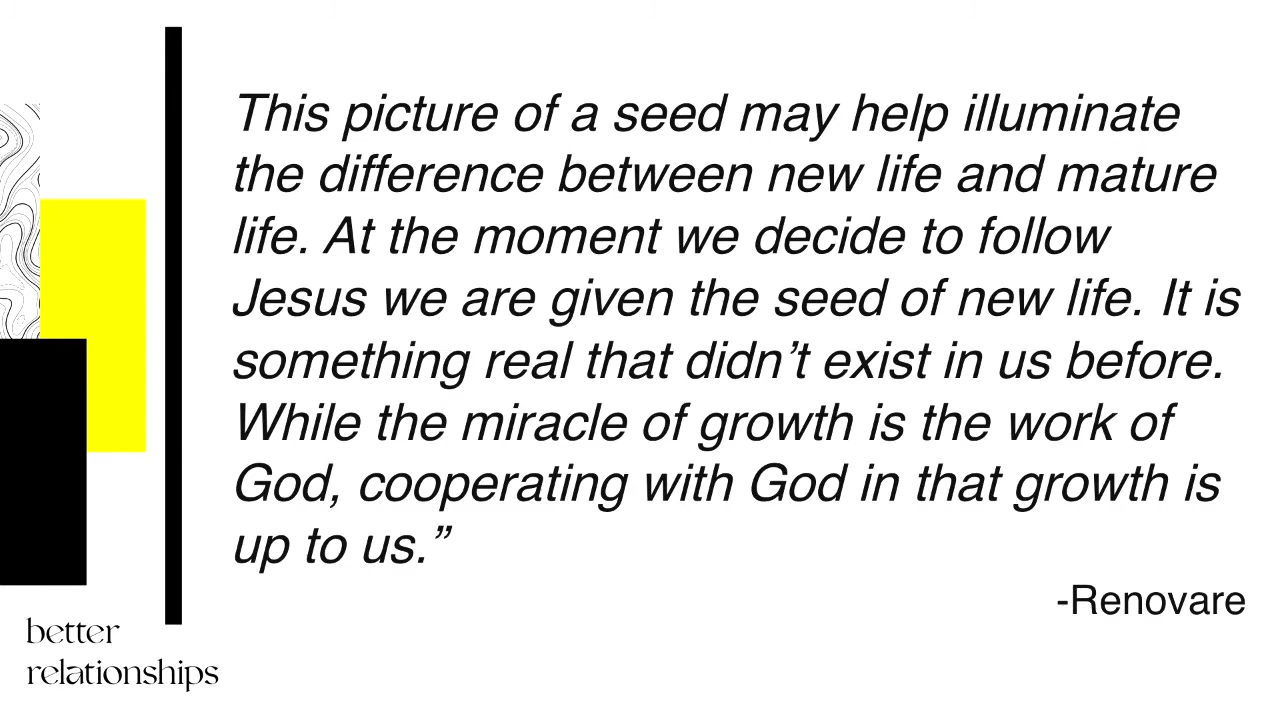 This picture of a seed may help illuminate
the difference between new life and mature
life. At the moment we decide to follow
Jesus we are given the seed of new life. It is
something real that didn’t exist in us before.
While the miracle of growth is the work of
God, cooperating with God in that growth is
up to us.”
-Renovare
better
relationships